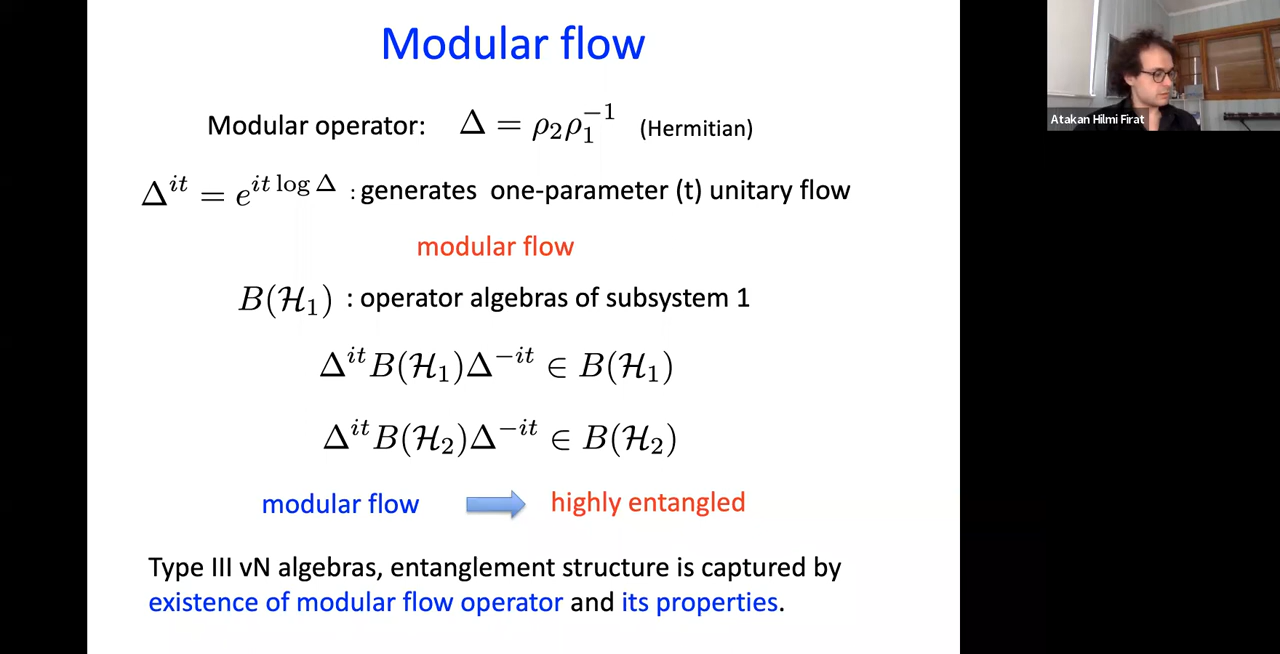 Modular flow
Modular operator: Δ = ρ₂ρ₁⁻¹ (Hermitian)
Δ^{it} = e^{it log Δ} : generates one-parameter (t) unitary flow
modular flow
B(ℋ₁) : operator algebras of subsystem 1
Δ^{it}B(ℋ₁)Δ^{-it} ∈ B(ℋ₁)
Δ^{it}B(ℋ₂)Δ^{-it} ∈ B(ℋ₂)
modular flow highly entangled
Type III vN algebras, entanglement structure is captured by
existence of modular flow operator and its properties.
Atakan Hilmi Firat